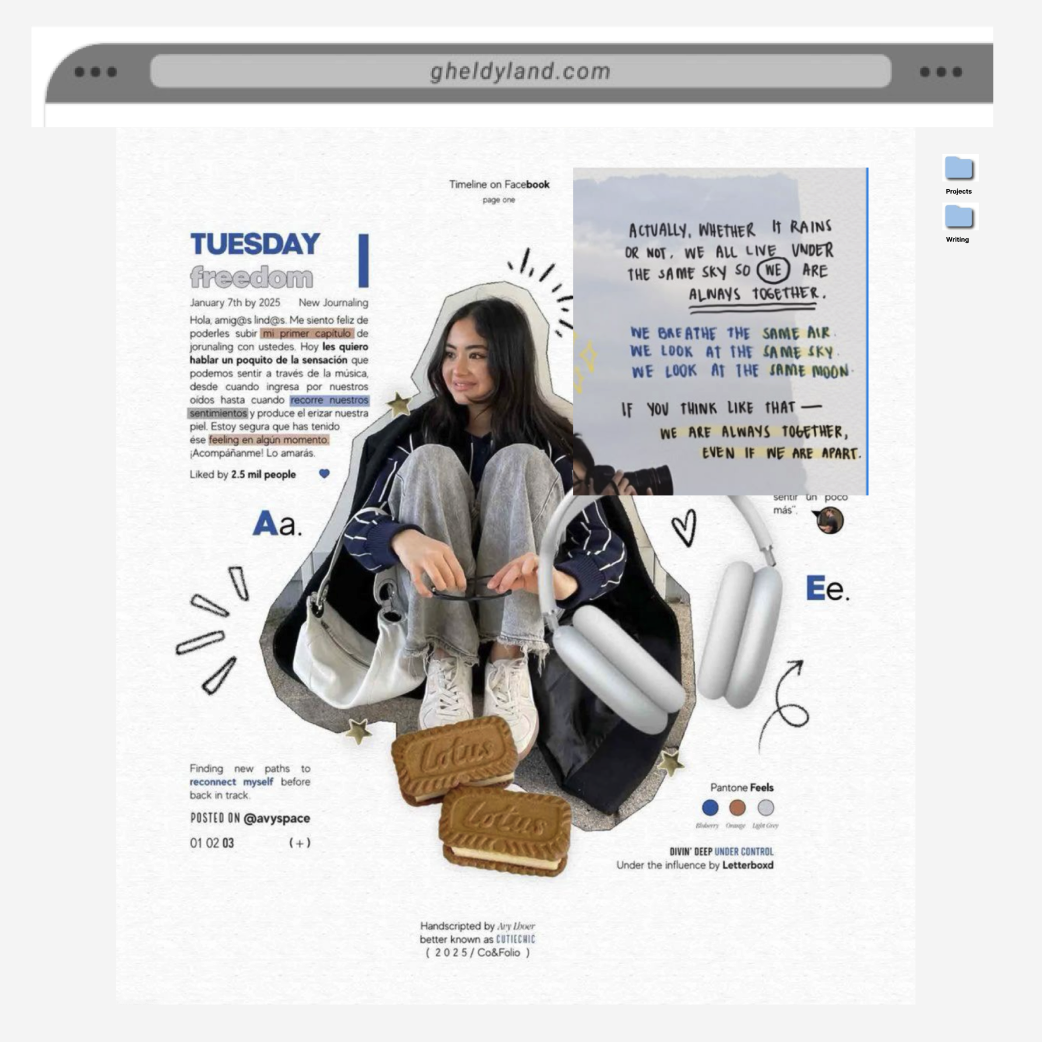 gheldyland.com
Projects
Writing
Timeline on Facebook
page one
TUESDAY
freedom
January 7th by 2025 New Journaling
Hola, amig@s lind@s. Me siento feliz de
poderles subir mi primer capítulo de
jorunaling con ustedes. Hoy les quiero
hablar un poquito de la sensación que
podemos sentir a través de la música,
desde cuando ingresa por nuestros
oídos hasta cuando recorre nuestros
sentimientos y produce el erizar nuestra
piel. Estoy segura que has tenido
ése feeling en algún momento.
¡Acompáñanme! Lo amarás.
Liked by 2.5 mil people
Aa.
ACTUALLY, WHETHER IT RAINS
OR NOT, WE ALL LIVE UNDER
THE SAME SKY SO WE ARE
ALWAYS TOGETHER.
WE BREATHE THE SAME AIR.
WE LOOK AT THE SAME SKY.
WE LOOK AT THE SAME MOON.
IF YOU THINK LIKE THAT —
WE ARE ALWAYS TOGETHER,
EVEN IF WE ARE APART.
sentir un poco
más".
Ee.
Lotus
Lotus
Finding new paths to
reconnect myself before
back in track.
POSTED ON @avyspace
01 02 03 (+)
Pantone Feels
Bluberry Orange Light Grey
DIVIN' DEEP UNDER CONTROL
Under the influence by Letterboxd
Handscripted by
better known as CUTIECHIC
( 2025/ Co&Folio )